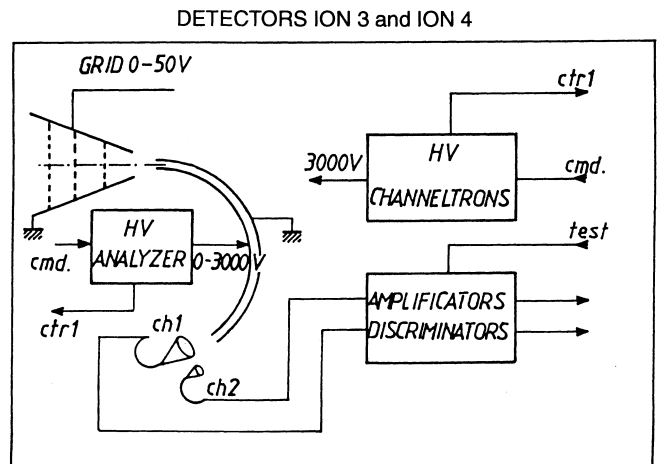 DETECTORS ION 3 and ION 4
GRID 0-50V
ctr1
3000V
HV
CHANNELTRONS
cmd.
HV
ANALYZER
0-3000 V
cmd.
ctr1
test
AMPLIFICATORS
DISCRIMINATORS
ch1
ch2